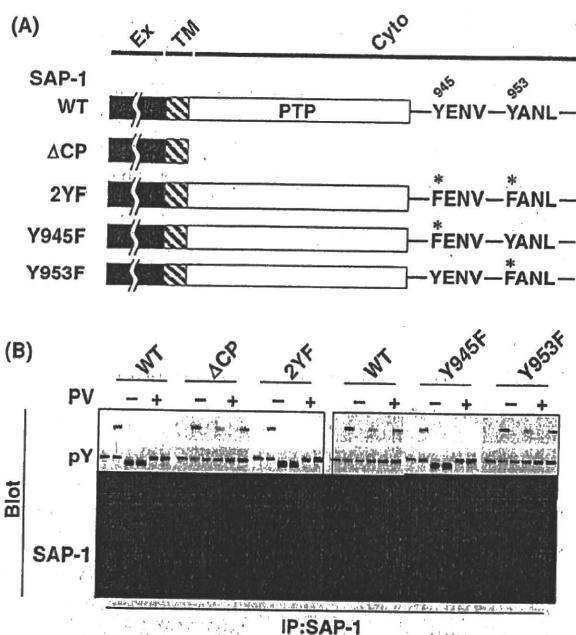 (A)
Ex TM Cyto
SAP-1
945 953
WT PTP YENV YANL
ΔCP
* *
2YF FENV FANL
*
Y945F FENV YANL
*
Y953F YENV FANL
(B)
WT ΔCP 2YF WT Y945F Y953F
PV − + − + − + − + − + − +
pY
Blot
SAP-1
IP:SAP-1